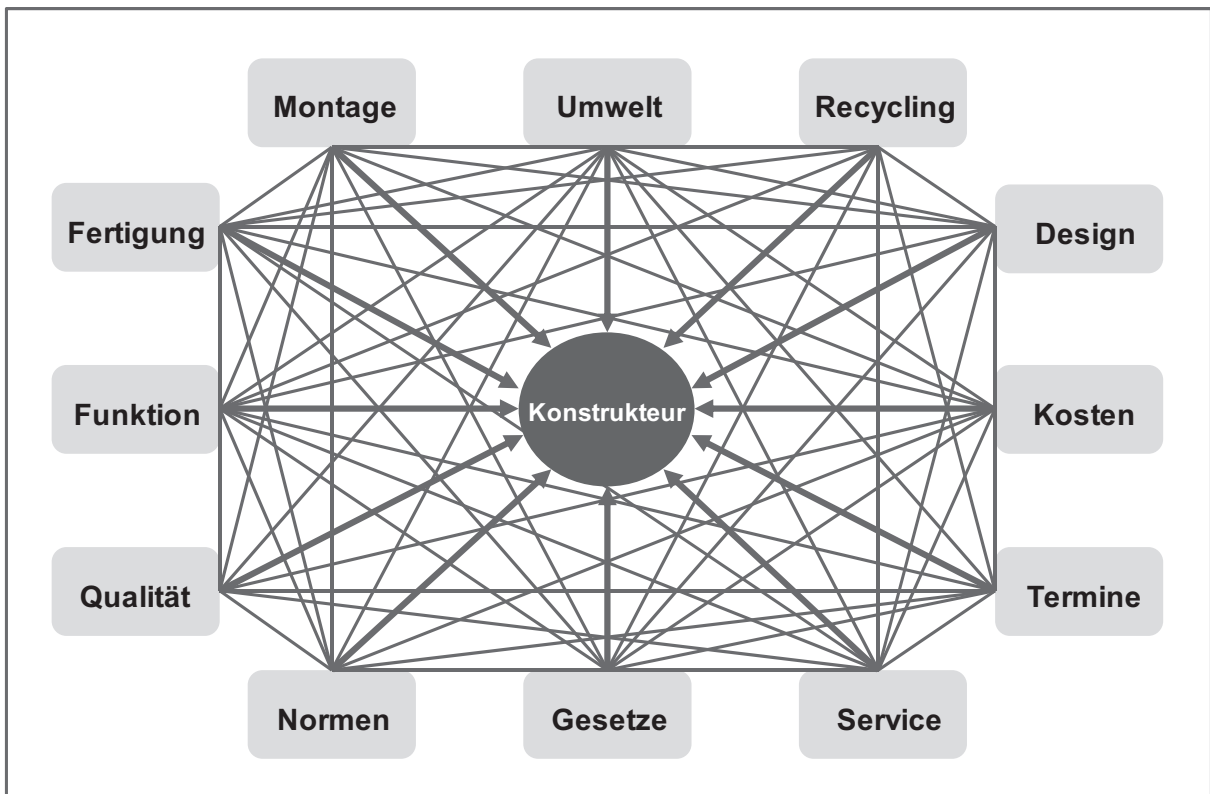 Montage
Umwelt
Recycling
Fertigung
Design
Funktion
Konstrukteur
Kosten
Qualität
Termine
Normen
Gesetze
Service